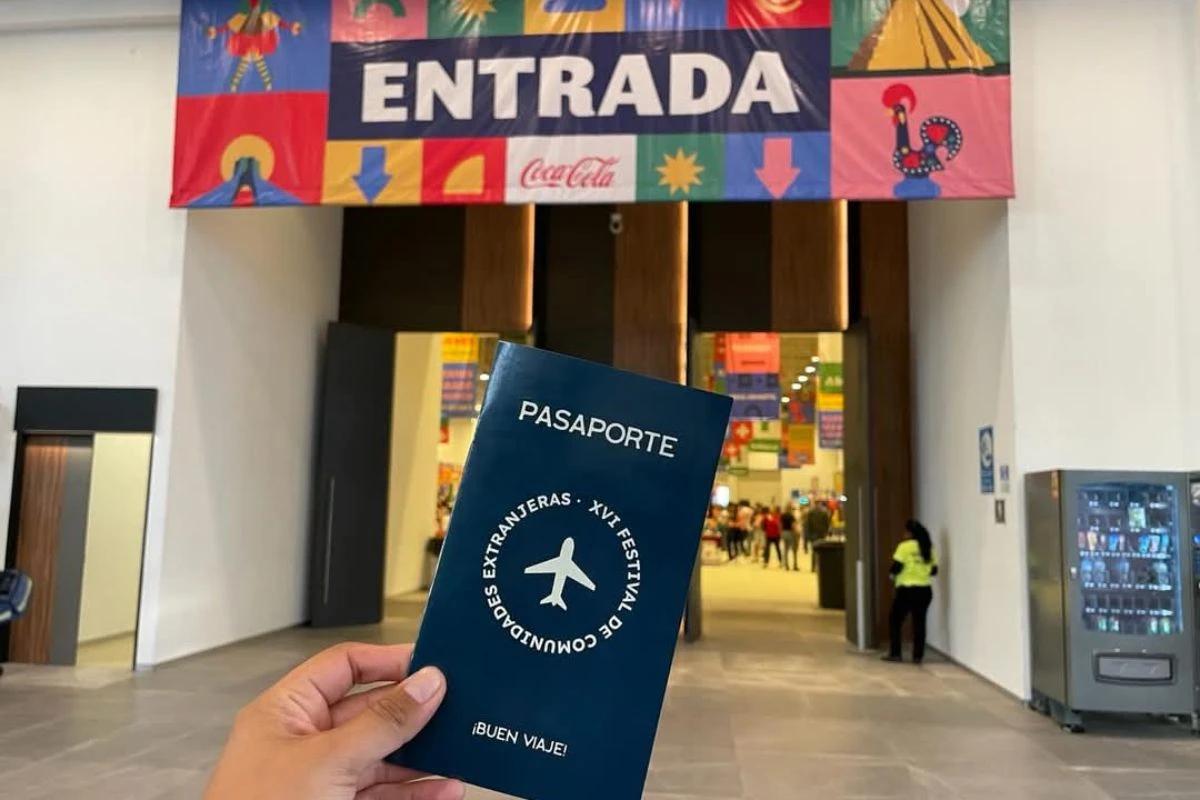 ENTRADA
Coca-Cola
PASAPORTE
XVI FESTIVAL DE COMUNIDADES EXTRANJERAS ·
¡BUEN VIAJE!